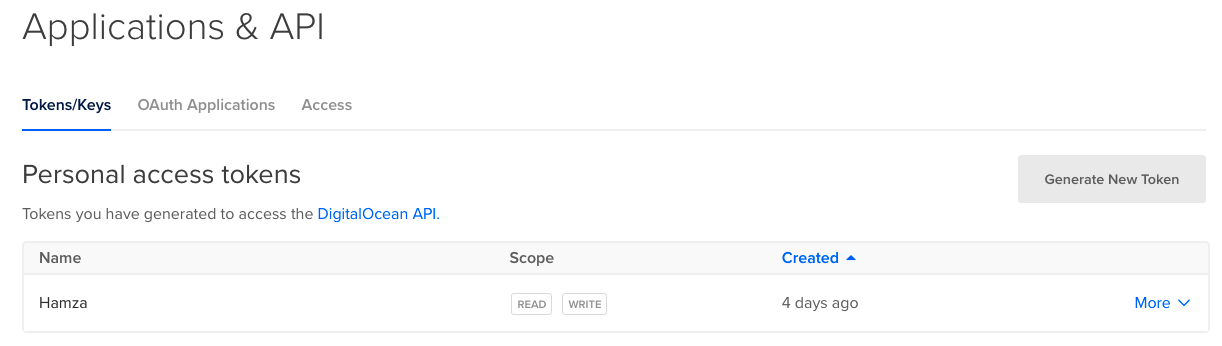 Applications & API
Tokens/Keys OAuth Applications Access
Personal access tokens
Generate New Token
Tokens you have generated to access the DigitalOcean API.
Name Scope Created
Hamza READ WRITE 4 days ago More